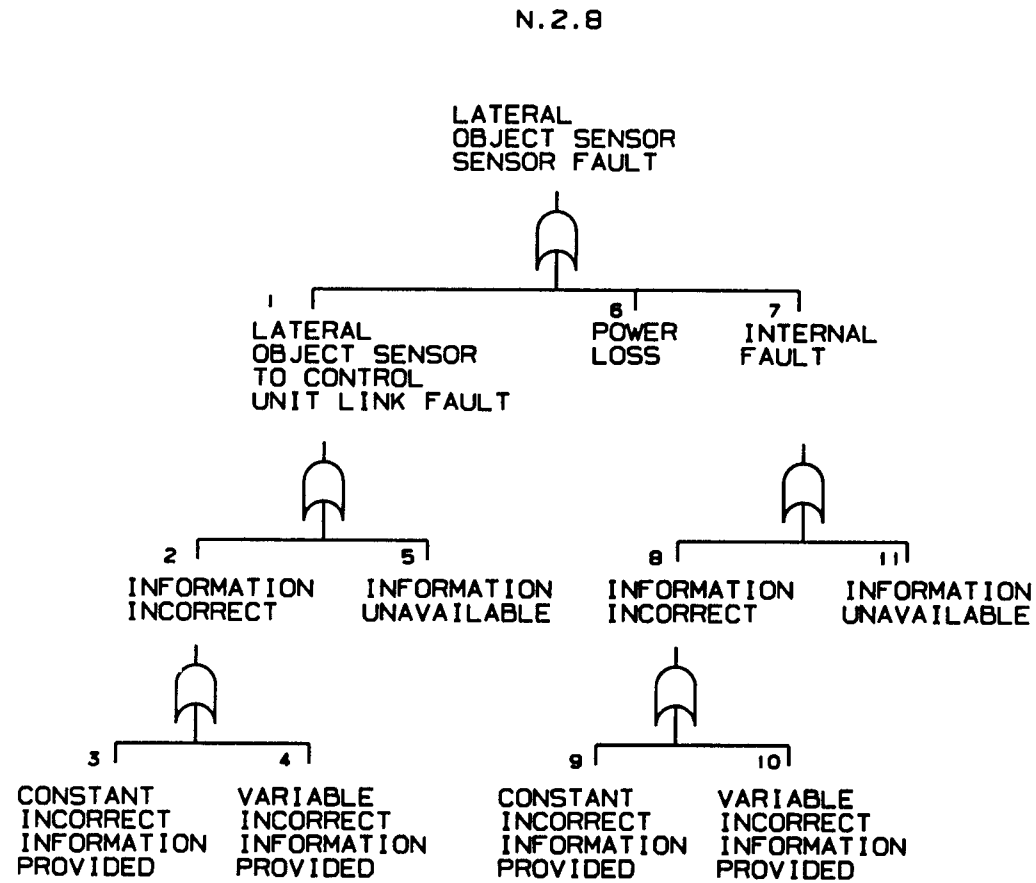 N.2.8
LATERAL
OBJECT SENSOR
SENSOR FAULT
1
LATERAL
OBJECT SENSOR
TO CONTROL
UNIT LINK FAULT
6
POWER
LOSS
7
INTERNAL
FAULT
2
INFORMATION
INCORRECT
5
INFORMATION
UNAVAILABLE
8
INFORMATION
INCORRECT
11
INFORMATION
UNAVAILABLE
3
CONSTANT
INCORRECT
INFORMATION
PROVIDED
4
VARIABLE
INCORRECT
INFORMATION
PROVIDED
9
CONSTANT
INCORRECT
INFORMATION
PROVIDED
10
VARIABLE
INCORRECT
INFORMATION
PROVIDED